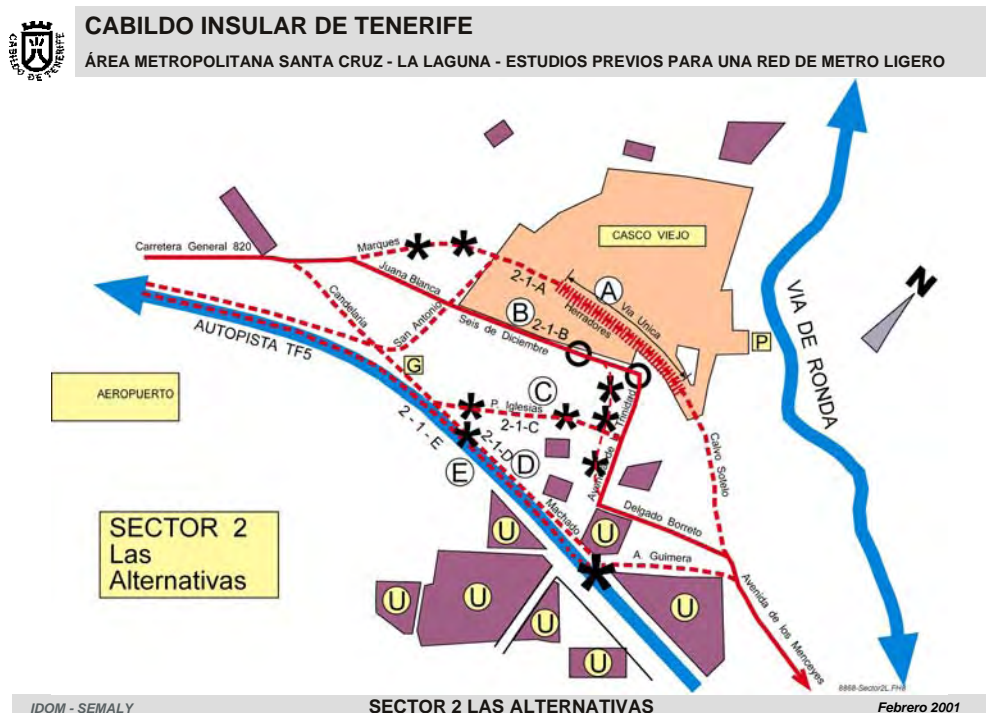 CABILDO INSULAR DE TENERIFE
ÁREA METROPOLITANA SANTA CRUZ - LA LAGUNA - ESTUDIOS PREVIOS PARA UNA RED DE METRO LIGERO
CABILDO DE TENERIFE
CASCO VIEJO
N
Carretera General 820
Marques
Juana Blanca
2-1-A
A
Via Unica
Herradores
B
2-1-B
Seis de Diciembre
Candelaria
San Antonio
P
VIA DE RONDA
AUTOPISTA TF5
G
AEROPUERTO
C
P. Iglesias
2-1-C
Avenida de Trinidad
Calvo Sotelo
2-1-D
D
2 - 1 - E
E
Machado
Delgado Borreto
A. Guimera
Avenida de los Menceyes
SECTOR 2
Las
Alternativas
U
U
U
U
U
U
U
8868-Sector2L.FH8
IDOM - SEMALY
SECTOR 2 LAS ALTERNATIVAS
Febrero 2001